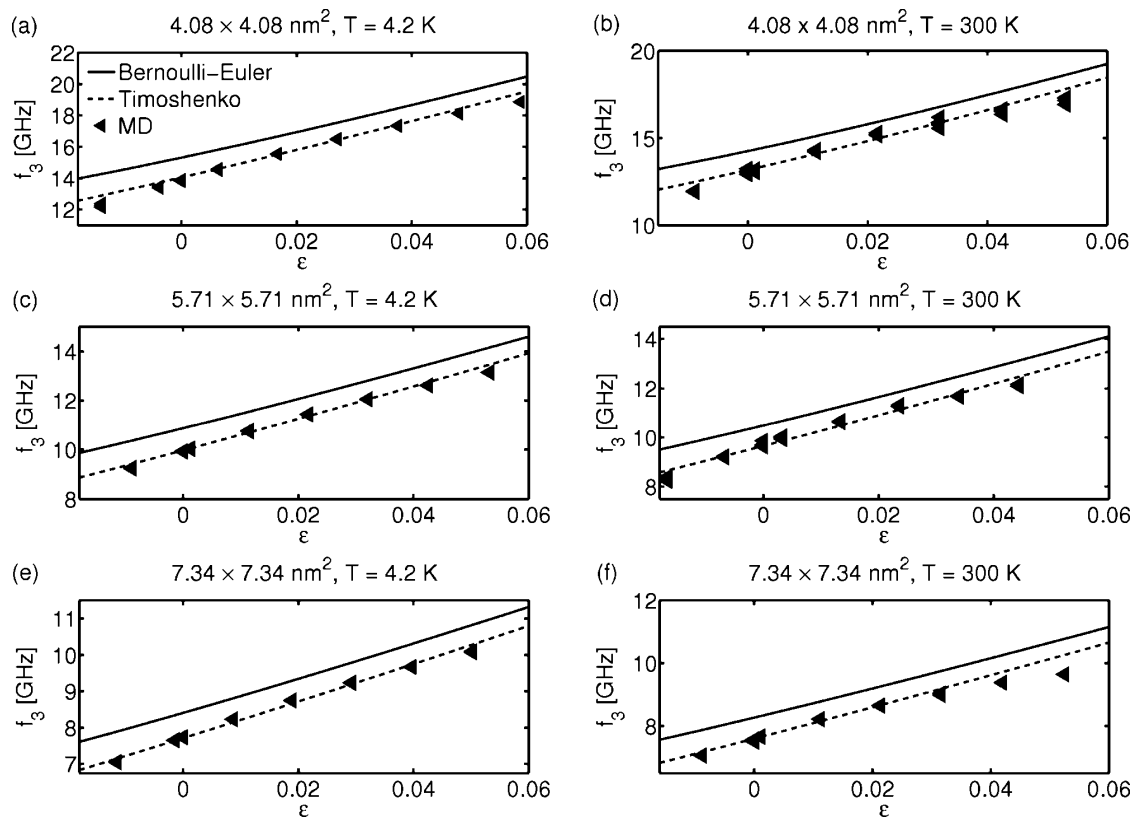 (a) 4.08 × 4.08 nm², T = 4.2 K
22
20
18
16
14
12
f₃ [GHz]
Bernoulli−Euler
Timoshenko
MD
0 0.02 0.04 0.06
ε
(b) 4.08 x 4.08 nm², T = 300 K
20
15
10
f₃ [GHz]
0 0.02 0.04 0.06
ε
(c) 5.71 × 5.71 nm², T = 4.2 K
14
12
10
8
f₃ [GHz]
0 0.02 0.04 0.06
ε
(d) 5.71 × 5.71 nm², T = 300 K
14
12
10
8
f₃ [GHz]
0 0.02 0.04 0.06
ε
(e) 7.34 × 7.34 nm², T = 4.2 K
11
10
9
8
7
f₃ [GHz]
0 0.02 0.04 0.06
ε
(f) 7.34 × 7.34 nm², T = 300 K
12
10
8
f₃ [GHz]
0 0.02 0.04 0.06
ε